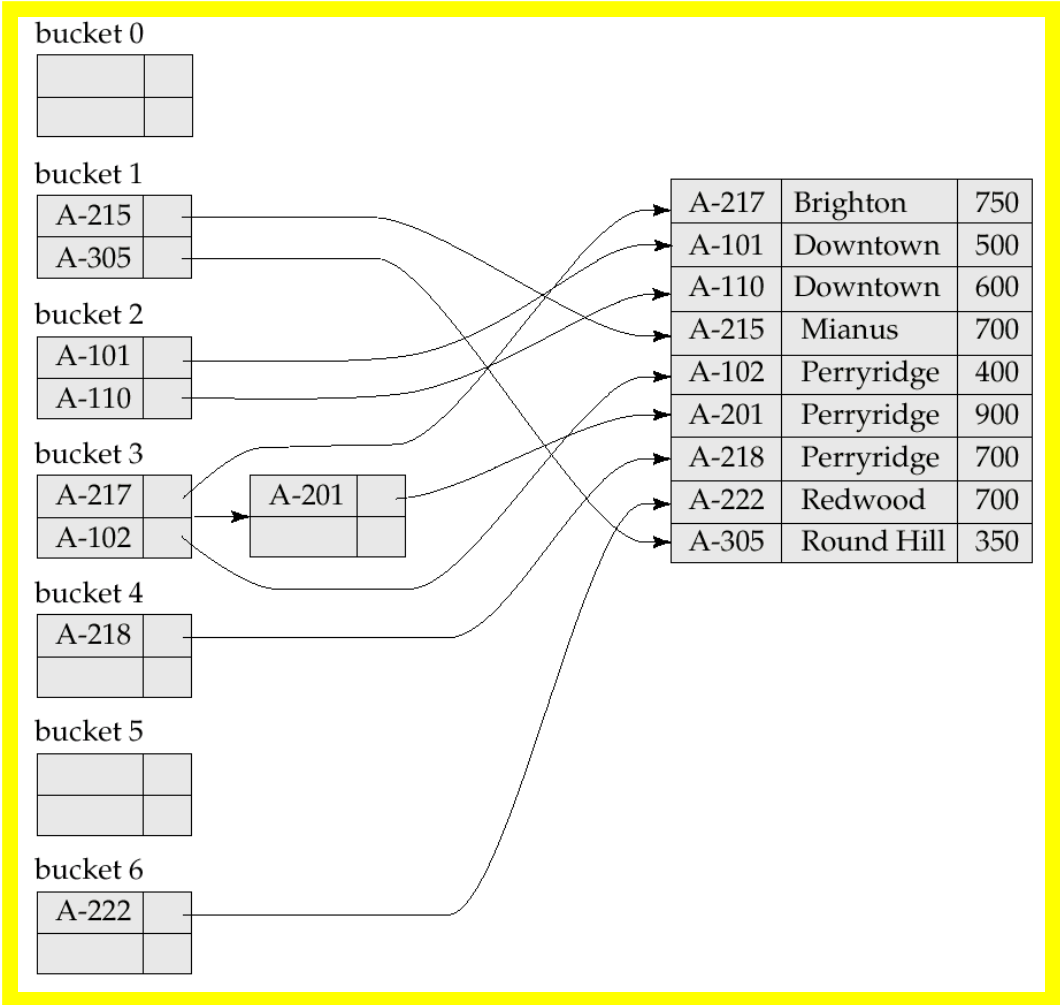 bucket 0
bucket 1
A-215
A-305
bucket 2
A-101
A-110
bucket 3
A-217
A-102
A-201
bucket 4
A-218
bucket 5
bucket 6
A-222
A-217 Brighton 750
A-101 Downtown 500
A-110 Downtown 600
A-215 Mianus 700
A-102 Perryridge 400
A-201 Perryridge 900
A-218 Perryridge 700
A-222 Redwood 700
A-305 Round Hill 350